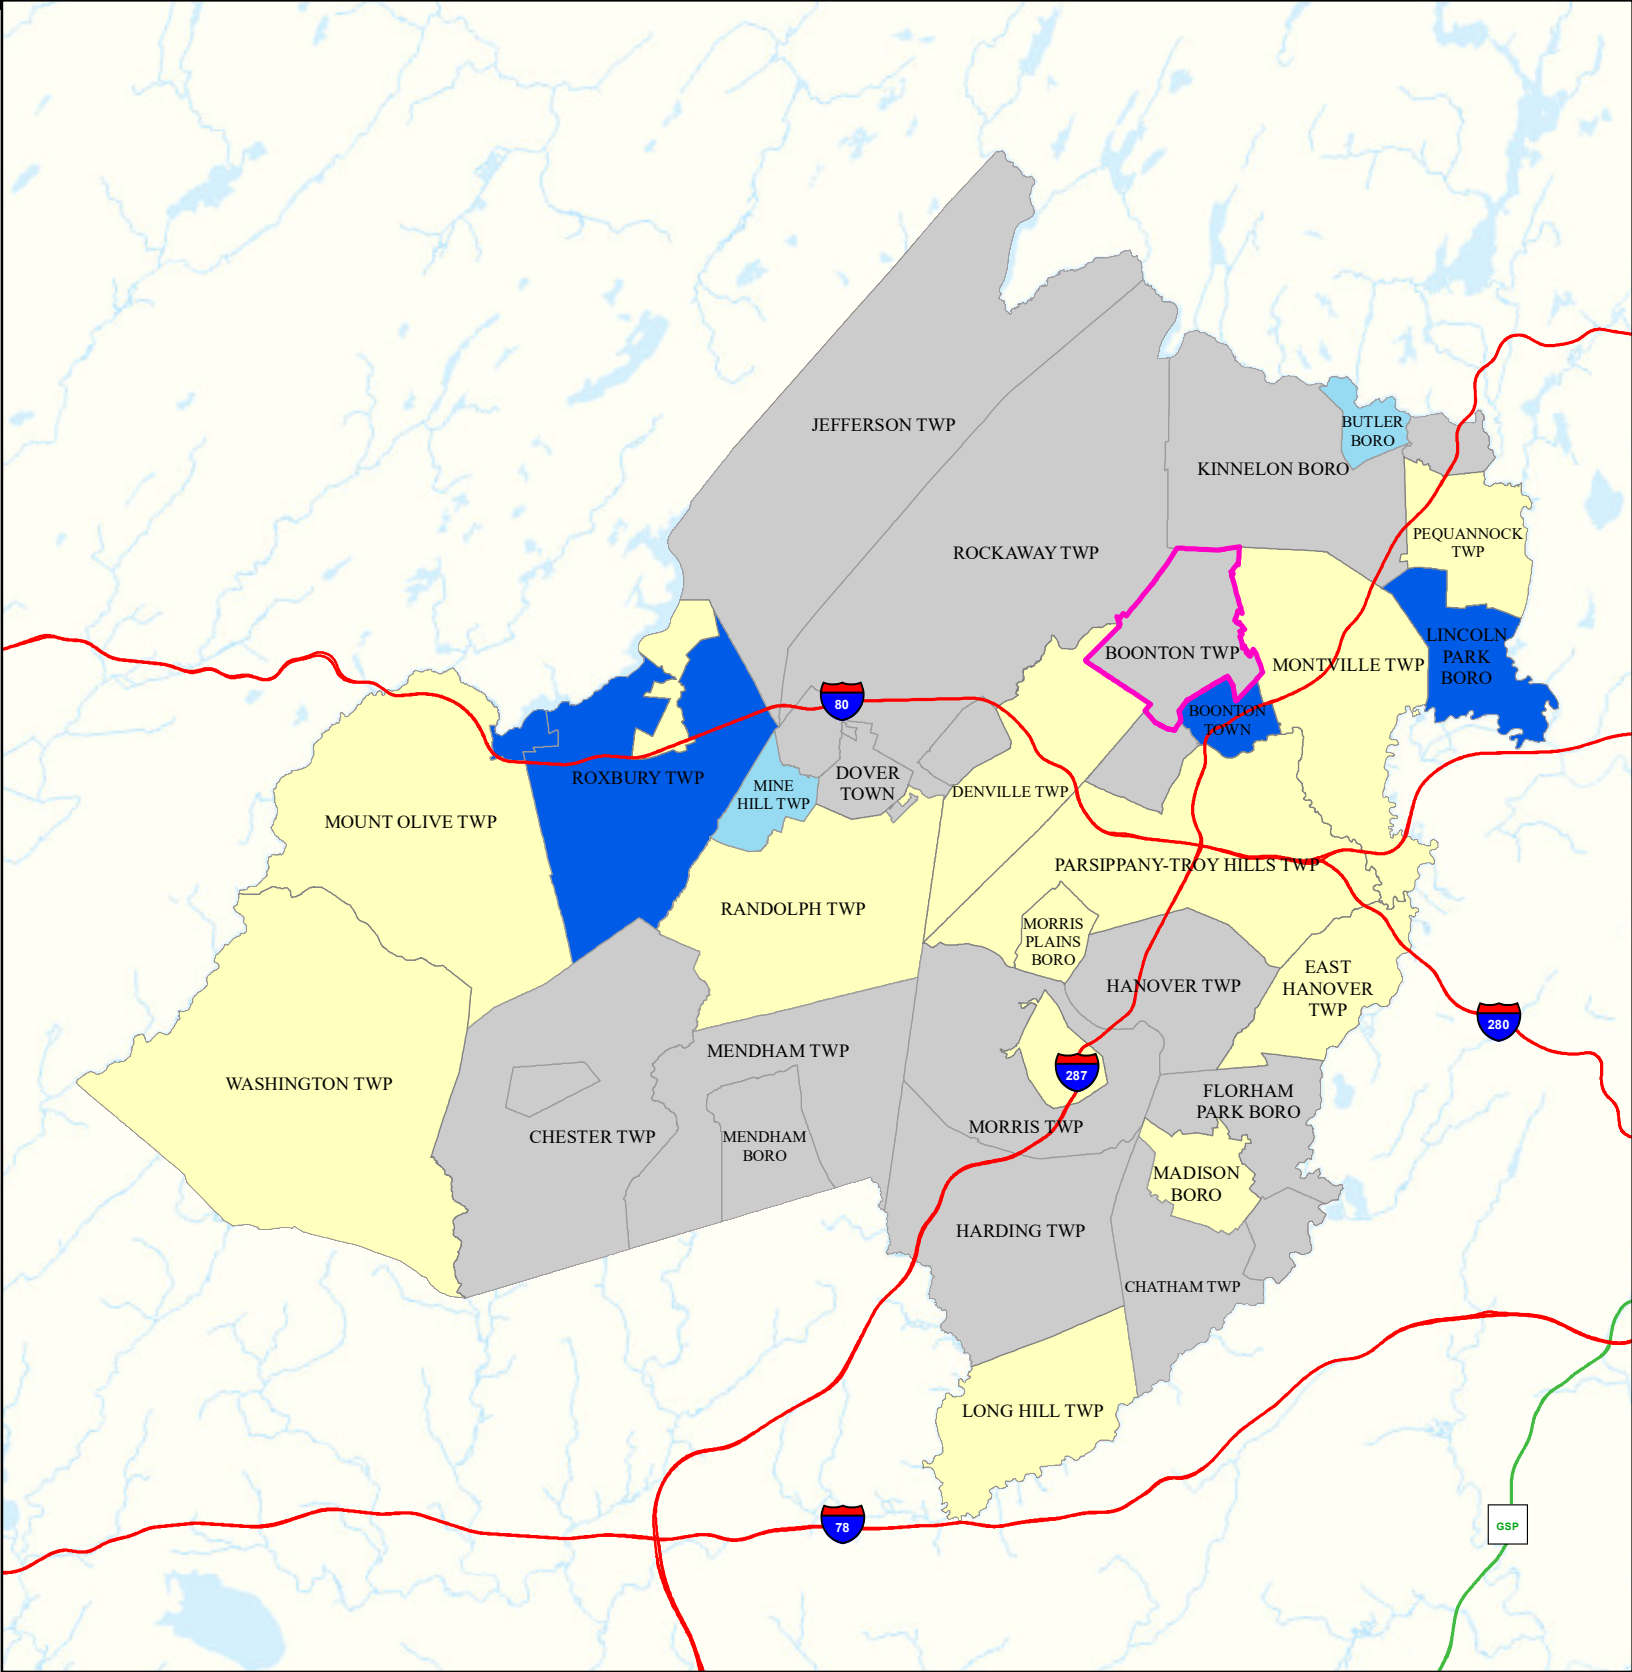 JEFFERSON TWP
BUTLER
BORO
KINNELON BORO
PEQUANNOCK
TWP
ROCKAWAY TWP
LINCOLN
PARK
BORO
BOONTON TWP
MONTVILLE TWP
80
BOONTON
TOWN
ROXBURY TWP
DOVER
TOWN
MINE
HILL TWP
DENVILLE TWP
MOUNT OLIVE TWP
PARSIPPANY-TROY HILLS TWP
RANDOLPH TWP
MORRIS
PLAINS
BORO
EAST
HANOVER
TWP
HANOVER TWP
280
MENDHAM TWP
287
WASHINGTON TWP
FLORHAM
PARK BORO
CHESTER TWP
MENDHAM
BORO
MORRIS TWP
MADISON
BORO
HARDING TWP
CHATHAM TWP
LONG HILL TWP
78
GSP